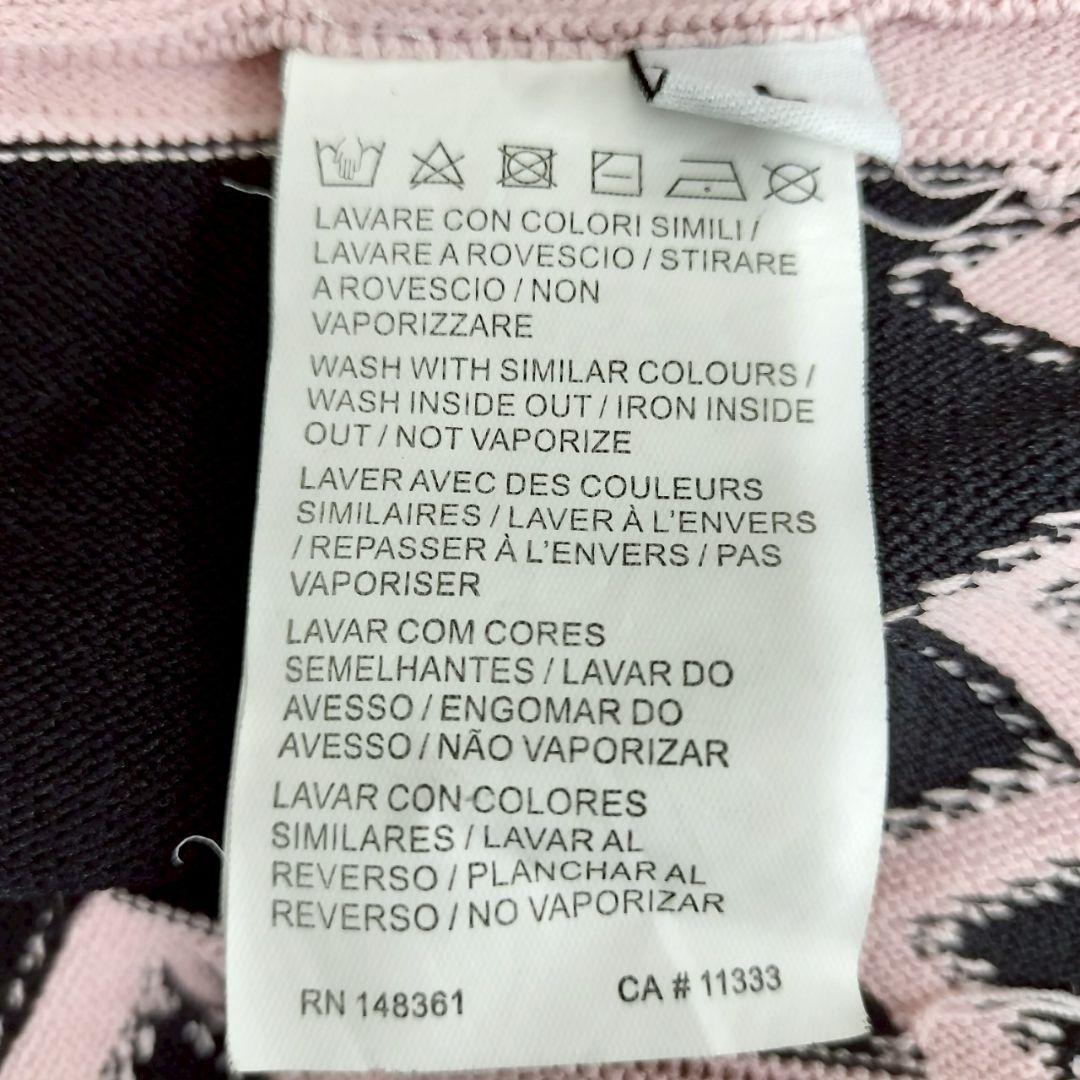 LAVARE CON COLORI SIMILI /
LAVARE A ROVESCIO / STIRARE
A ROVESCIO / NON
VAPORIZZARE
WASH WITH SIMILAR COLOURS /
WASH INSIDE OUT / IRON INSIDE
OUT / NOT VAPORIZE
LAVER AVEC DES COULEURS
SIMILAIRES / LAVER À L'ENVERS
/ REPASSER À L'ENVERS / PAS
VAPORISER
LAVAR COM CORES
SEMELHANTES / LAVAR DO
AVESSO / ENGOMAR DO
AVESSO / NÃO VAPORIZAR
LAVAR CON COLORES
SIMILARES / LAVAR AL
REVERSO / PLANCHAR AL
REVERSO / NO VAPORIZAR
RN 148361 CA # 11333